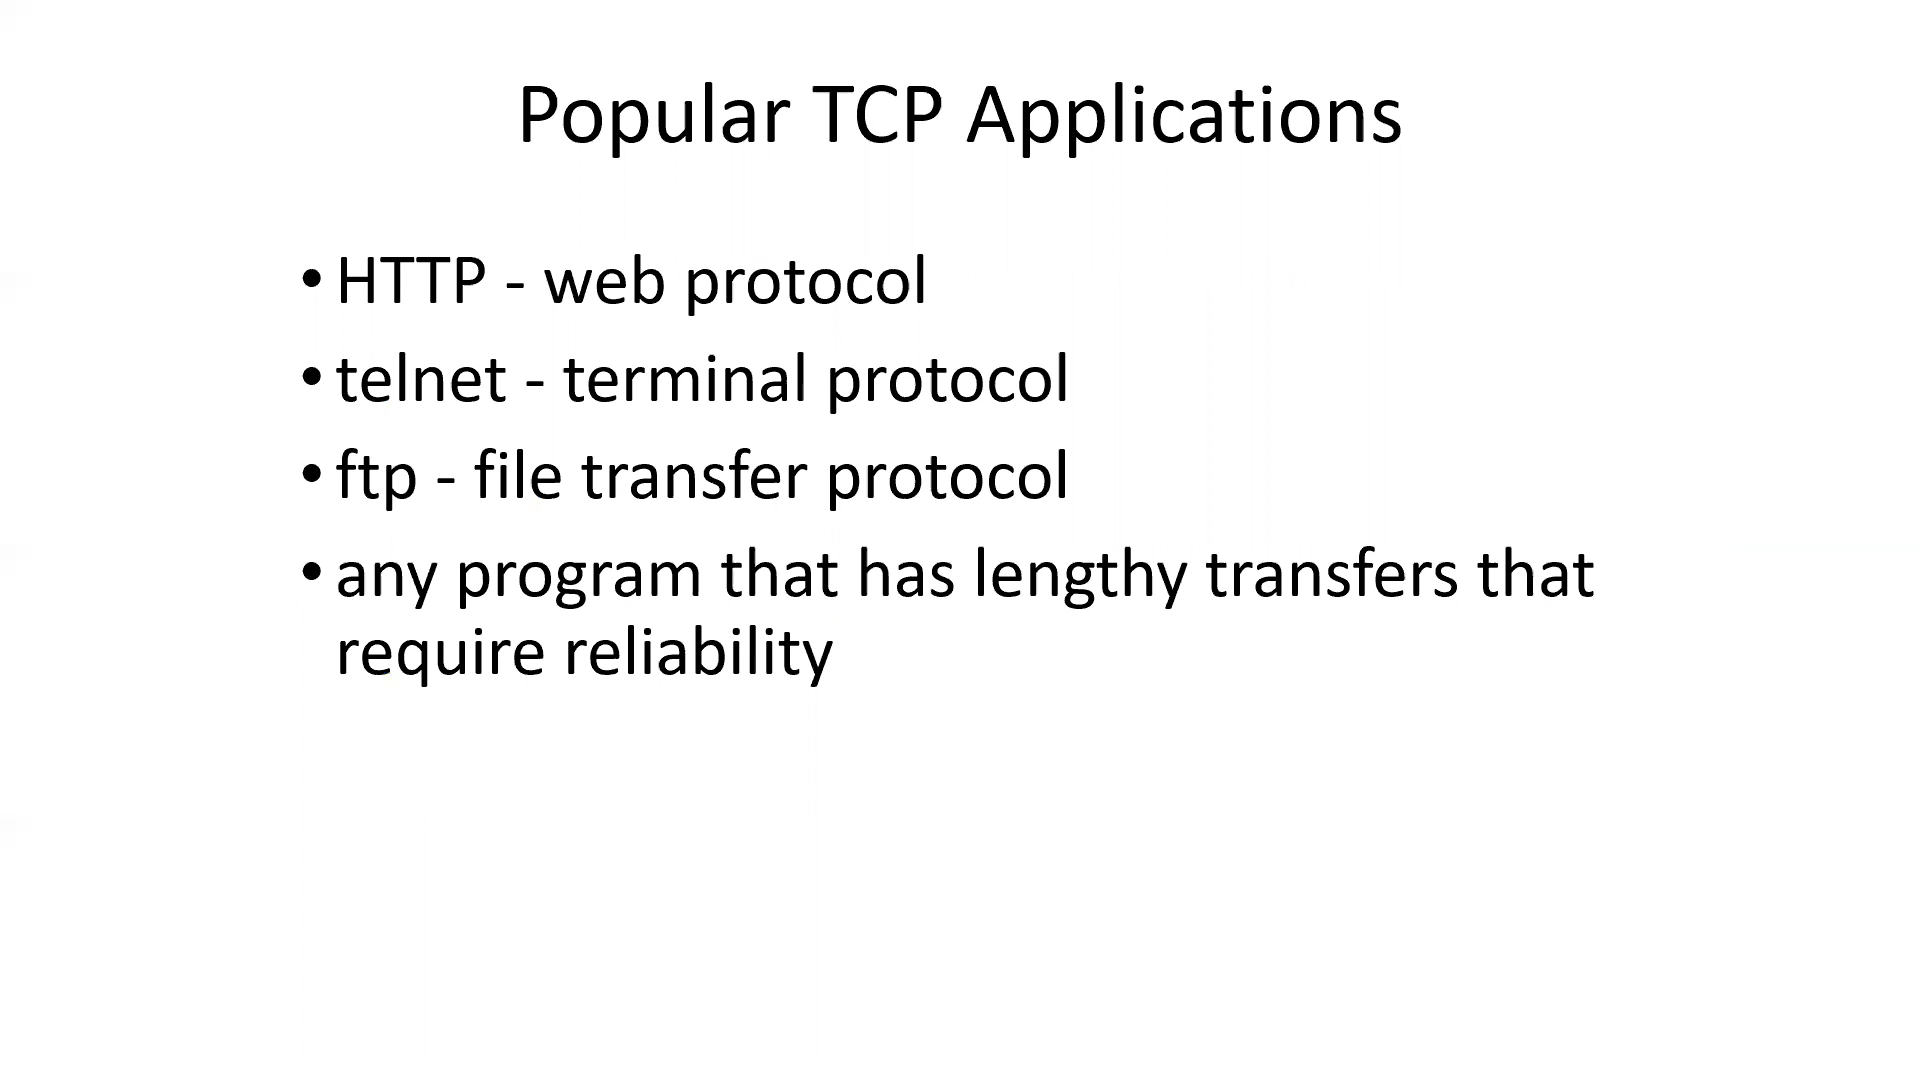 Popular TCP Applications
• HTTP - web protocol
• telnet - terminal protocol
• ftp - file transfer protocol
• any program that has lengthy transfers that
require reliability